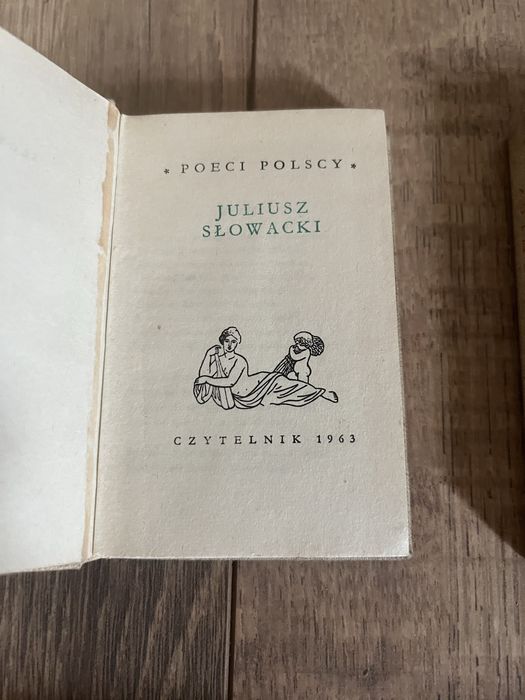 * POECI POLSCY *
JULIUSZ
SŁOWACKI
CZYTELNIK 1963